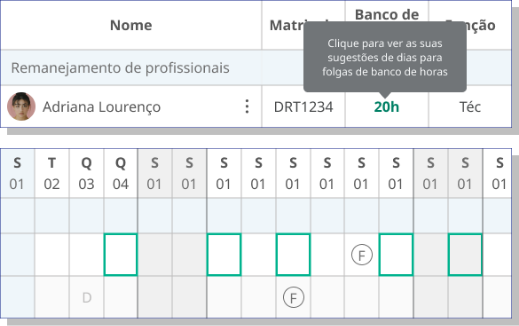 Nome
Banco de
Clique para ver as suas
sugestões de dias para
folgas de banco de horas
Remanejamento de profissionais
Adriana Lourenço DRT1234 20h Téc
S T Q Q S S S S S S S S S S S
01 02 03 04 01 01 01 01 01 01 01 01 01 01 01
F
D F